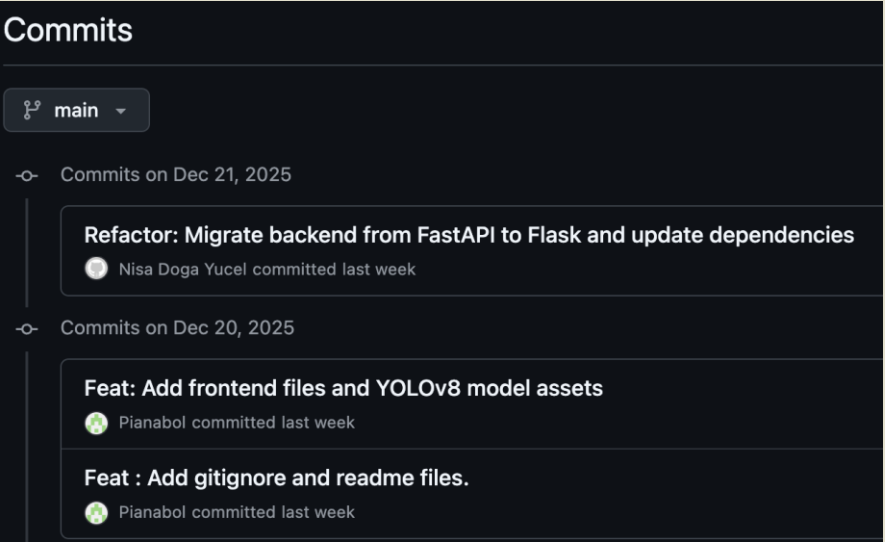 Commits
main
Commits on Dec 21, 2025
Refactor: Migrate backend from FastAPI to Flask and update dependencies
Nisa Doga Yucel committed last week
Commits on Dec 20, 2025
Feat: Add frontend files and YOLOv8 model assets
Pianabol committed last week
Feat : Add gitignore and readme files.
Pianabol committed last week